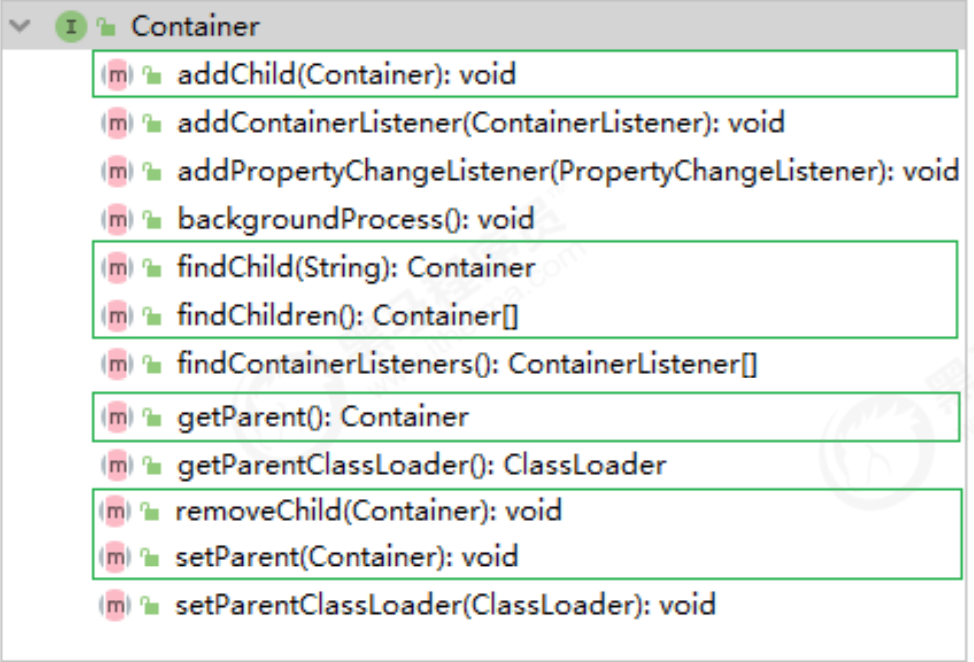 Container
addChild(Container): void
addContainerListener(ContainerListener): void
addPropertyChangeListener(PropertyChangeListener): void
backgroundProcess(): void
findChild(String): Container
findChildren(): Container[]
findContainerListeners(): ContainerListener[]
getParent(): Container
getParentClassLoader(): ClassLoader
removeChild(Container): void
setParent(Container): void
setParentClassLoader(ClassLoader): void